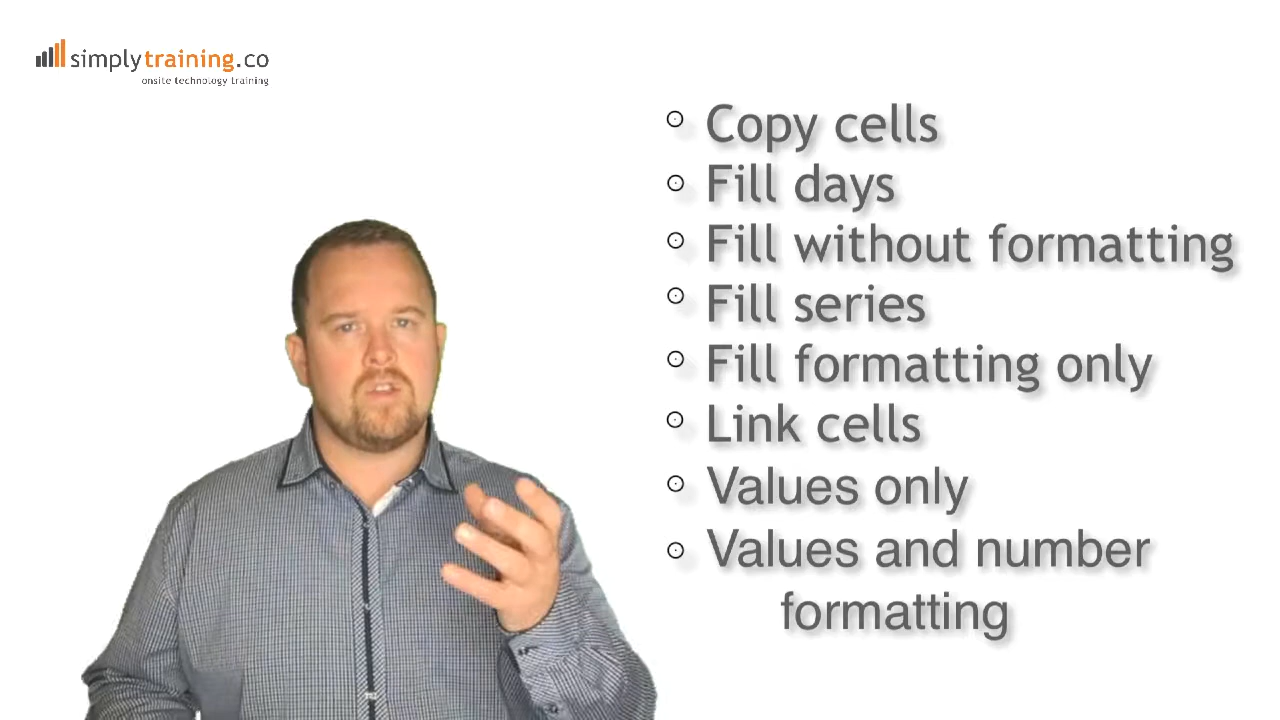 simplytraining.co
onsite technology training
Copy cells
Fill days
Fill without formatting
Fill series
Fill formatting only
Link cells
Values only
Values and number
formatting